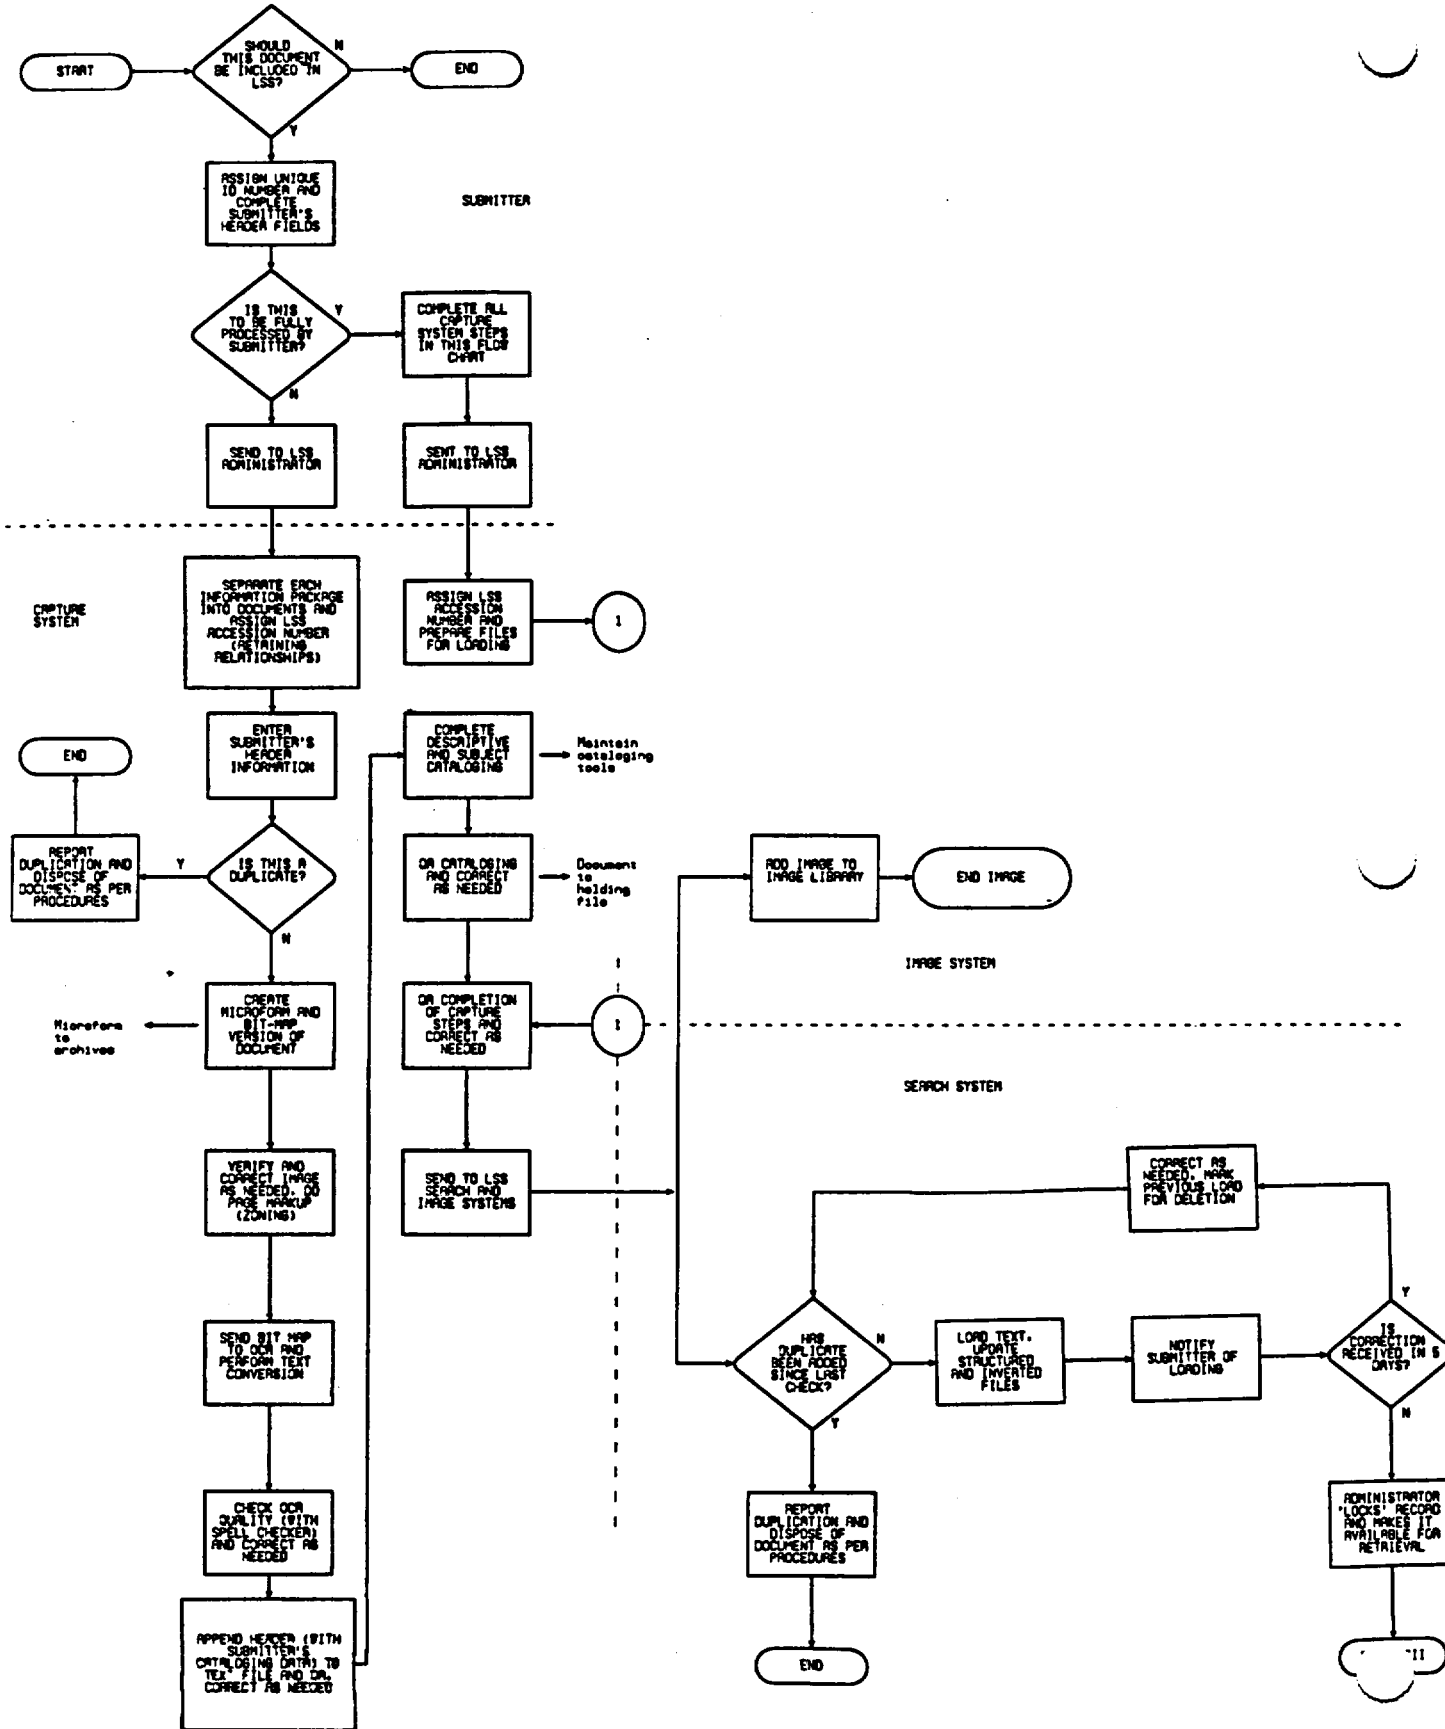 START
SHOULD
THIS DOCUMENT
BE INCLUDED IN
LSS?
N
END
Y
ASSIGN UNIQUE
ID NUMBER AND
COMPLETE
SUBMITTER'S
HEADER FIELDS
SUBMITTER
IS THIS
TO BE FULLY
PROCESSED BY
SUBMITTER?
Y
N
COMPLETE ALL
CAPTURE
SYSTEM STEPS
IN THIS FLOW
CHART
SEND TO LSS
ADMINISTRATOR
SENT TO LSS
ADMINISTRATOR
CAPTURE
SYSTEM
SEPARATE EACH
INFORMATION PACKAGE
INTO DOCUMENTS AND
ASSIGN LSS
ACCESSION NUMBER
(RETAINING
RELATIONSHIPS)
ASSIGN LSS
ACCESSION
NUMBER AND
PREPARE FILES
FOR LOADING
1
ENTER
SUBMITTER'S
HEADER
INFORMATION
COMPLETE
DESCRIPTIVE
AND SUBJECT
CATALOGING
Maintain
cataloging
tools
END
REPORT
DUPLICATION AND
DISPOSE OF
DOCUMENT AS PER
PROCEDURES
Y
IS THIS A
DUPLICATE?
N
QA CATALOGING
AND CORRECT
AS NEEDED
Document
to
holding
file
ADD IMAGE TO
IMAGE LIBRARY
END IMAGE
IMAGE SYSTEM
Microform
to
archives
CREATE
MICROFORM AND
BIT-MAP
VERSION OF
DOCUMENT
QA COMPLETION
OF CAPTURE
STEPS AND
CORRECT AS
NEEDED
1
SEARCH SYSTEM
VERIFY AND
CORRECT IMAGE
AS NEEDED, DO
PAGE MARKUP
(ZONING)
SEND TO LSS
SEARCH AND
IMAGE SYSTEMS
CORRECT AS
NEEDED, MARK
PREVIOUS LOAD
FOR DELETION
SEND BIT MAP
TO OCR AND
PERFORM TEXT
CONVERSION
HAS
DUPLICATE
BEEN ADDED
SINCE LAST
CHECK?
N
Y
LOAD TEXT,
UPDATE
STRUCTURED
AND INVERTED
FILES
NOTIFY
SUBMITTER OF
LOADING
Y
IS
CORRECTION
RECEIVED IN 5
DAYS?
N
CHECK OCR
QUALITY (WITH
SPELL CHECKER)
AND CORRECT AS
NEEDED
REPORT
DUPLICATION AND
DISPOSE OF
DOCUMENT AS PER
PROCEDURES
ADMINISTRATOR
'LOCKS' RECORD
AND MAKES IT
AVAILABLE FOR
RETRIEVAL
APPEND HEADER (WITH
SUBMITTER'S
CATALOGING DATA) TO
TEXT FILE AND QA,
CORRECT AS NEEDED
END